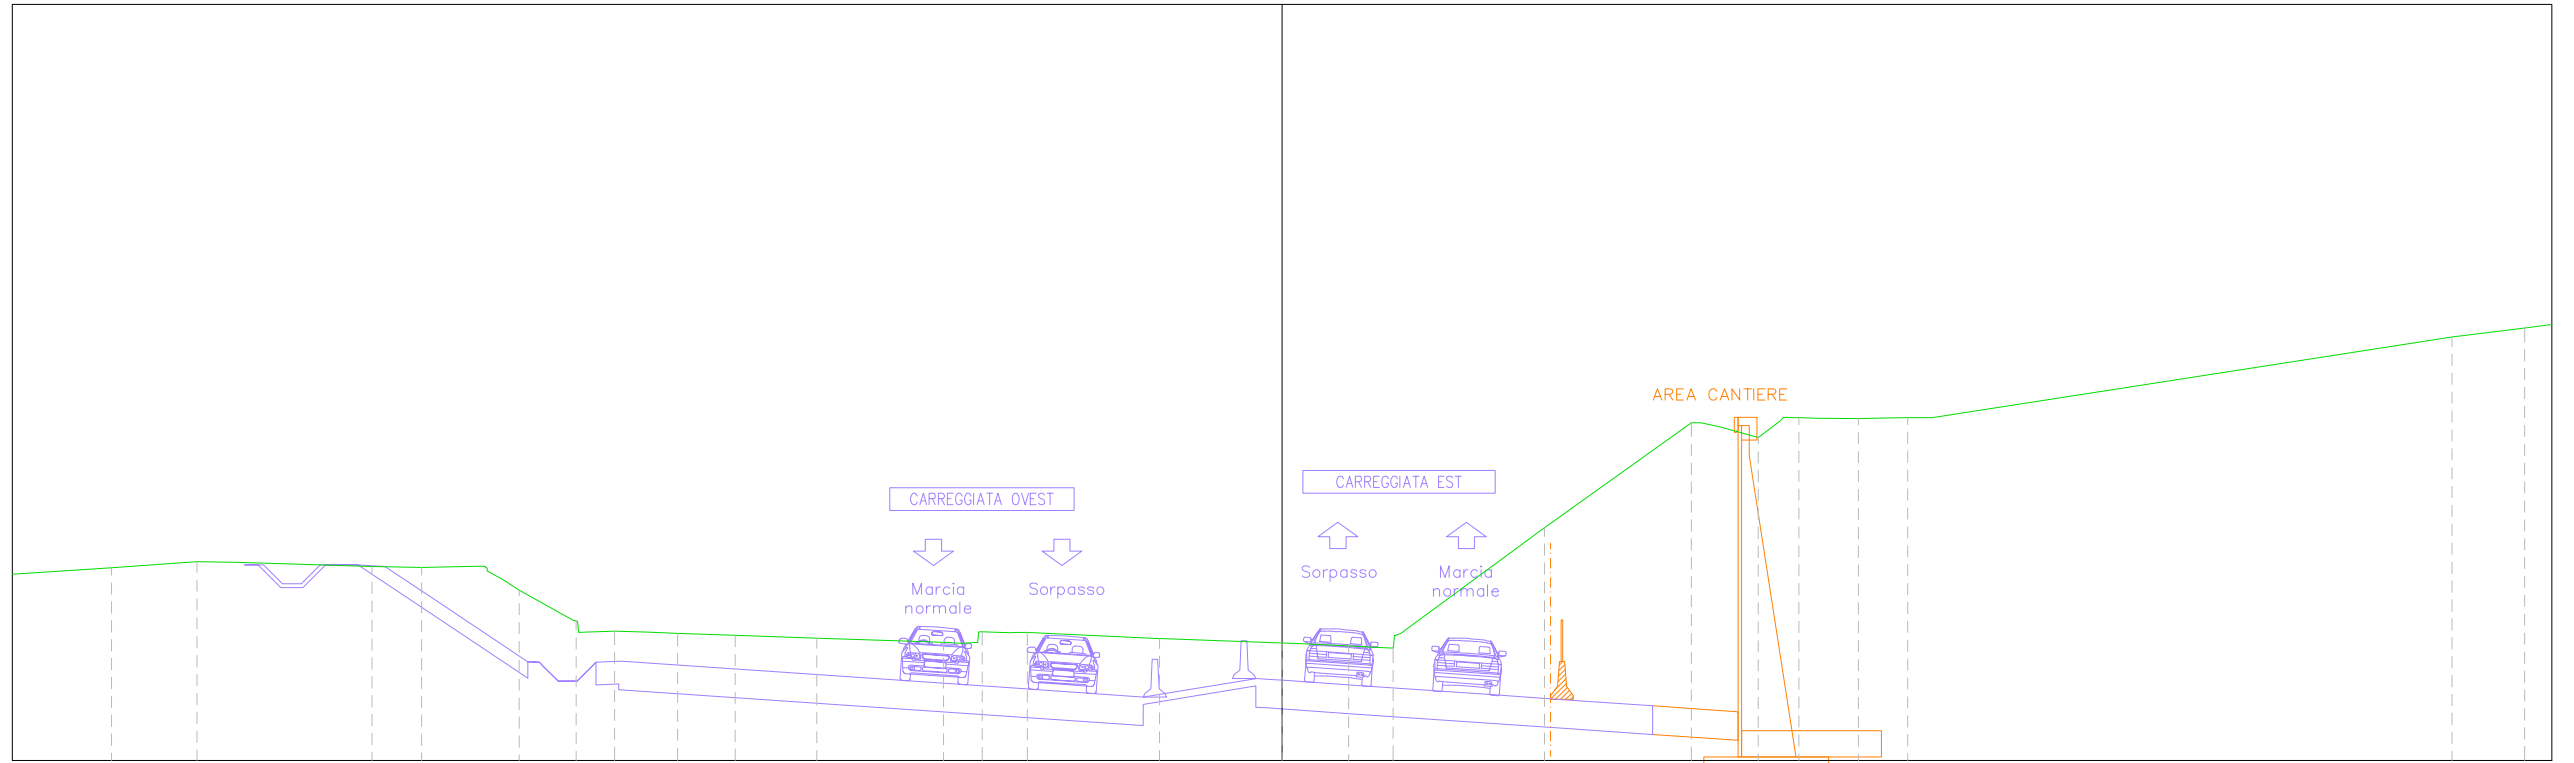 AREA CANTIERE
CARREGGIATA OVEST
CARREGGIATA EST
Marcia
normale
Sorpasso
Sorpasso
Marcia
normale